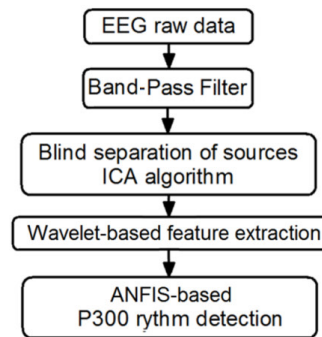 EEG raw data
Band-Pass Filter
Blind separation of sources
ICA algorithm
Wavelet-based feature extraction
ANFIS-based
P300 rythm detection